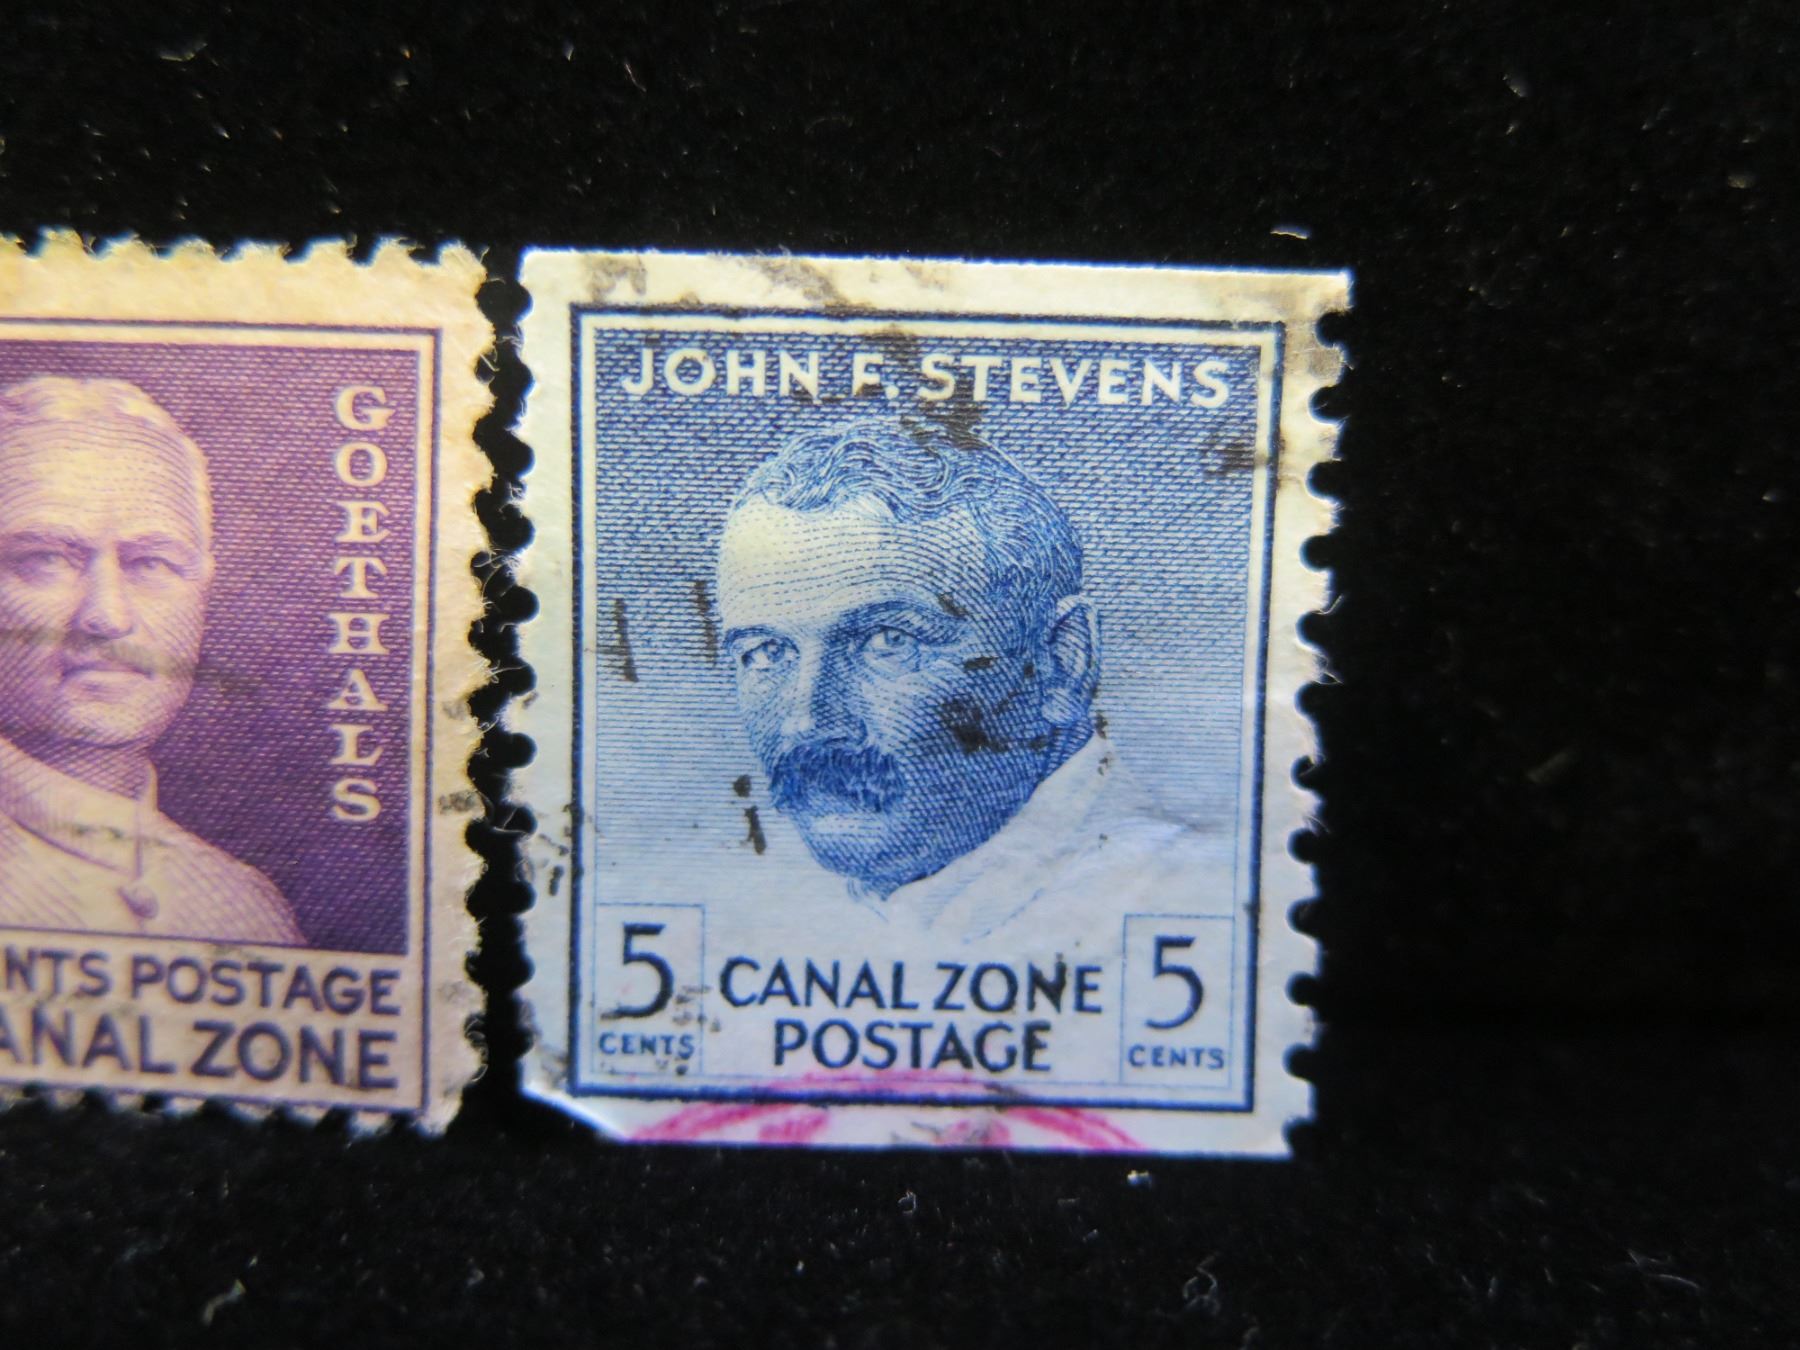 GOETHALS
NTS POSTAGE
ANAL ZONE
JOHN F. STEVENS
5 CANAL ZONE 5
CENTS POSTAGE CENTS